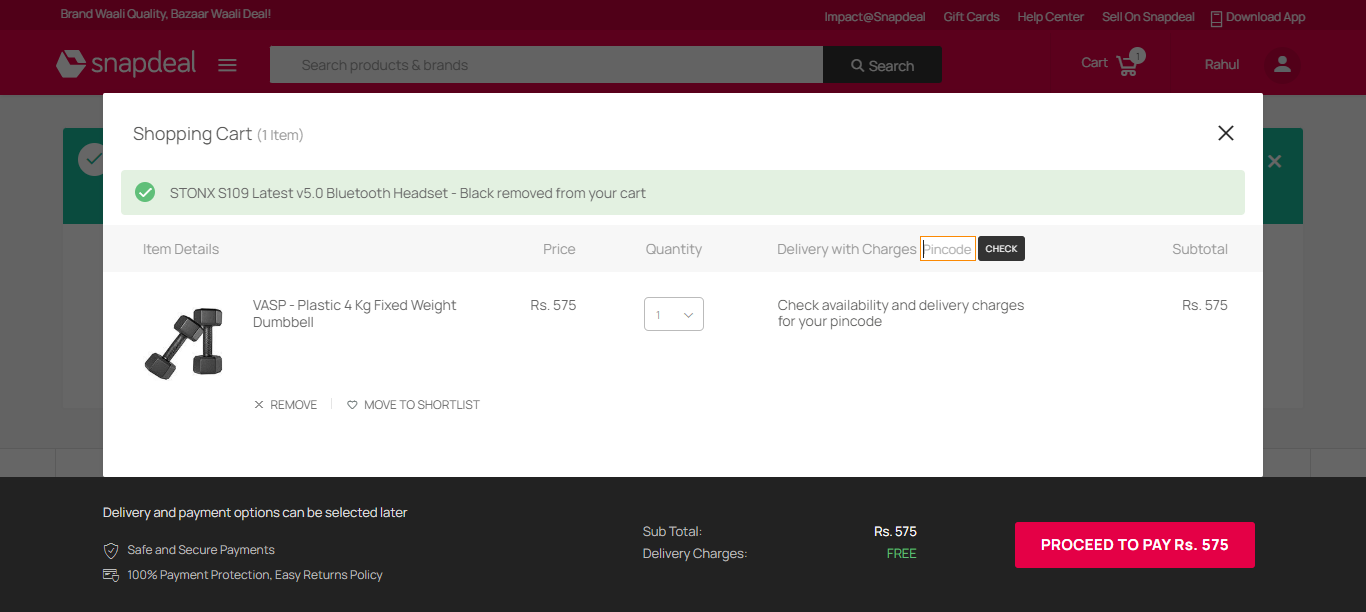 Brand Waali Quality, Bazaar Waali Deal!
Impact@Snapdeal Gift Cards Help Center Sell On Snapdeal Download App
snapdeal Search products & brands Search Cart 1 Rahul
Shopping Cart (1 Item)
STONX S109 Latest v5.0 Bluetooth Headset - Black removed from your cart
Item Details Price Quantity Delivery with Charges Pincode CHECK Subtotal
VASP - Plastic 4 Kg Fixed Weight
Dumbbell
Rs. 575
1
Check availability and delivery charges
for your pincode
Rs. 575
REMOVE MOVE TO SHORTLIST
Delivery and payment options can be selected later
Safe and Secure Payments
100% Payment Protection, Easy Returns Policy
Sub Total: Rs. 575
Delivery Charges: FREE
PROCEED TO PAY Rs. 575